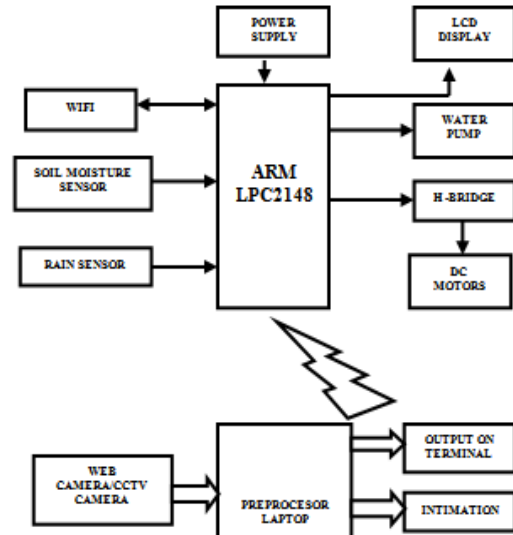 POWER
SUPPLY
LCD
DISPLAY
WIFI
WATER
PUMP
SOIL MOISTURE
SENSOR
ARM
LPC2148
H-BRIDGE
RAIN SENSOR
DC
MOTORS
WEB
CAMERA/CCTV
CAMERA
PREPROCESOR
LAPTOP
OUTPUT ON
TERMINAL
INTIMATION